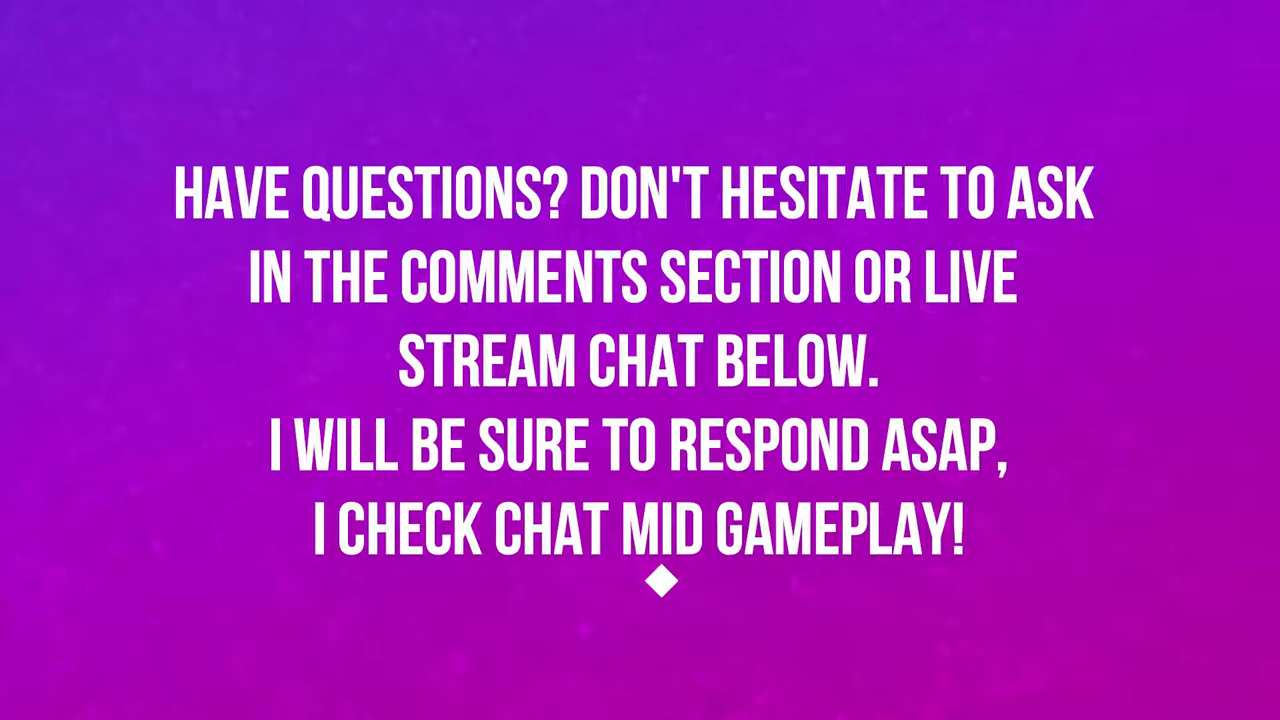 HAVE QUESTIONS? DON'T HESITATE TO ASK
IN THE COMMENTS SECTION OR LIVE
STREAM CHAT BELOW.
I WILL BE SURE TO RESPOND ASAP,
I CHECK CHAT MID GAMEPLAY!